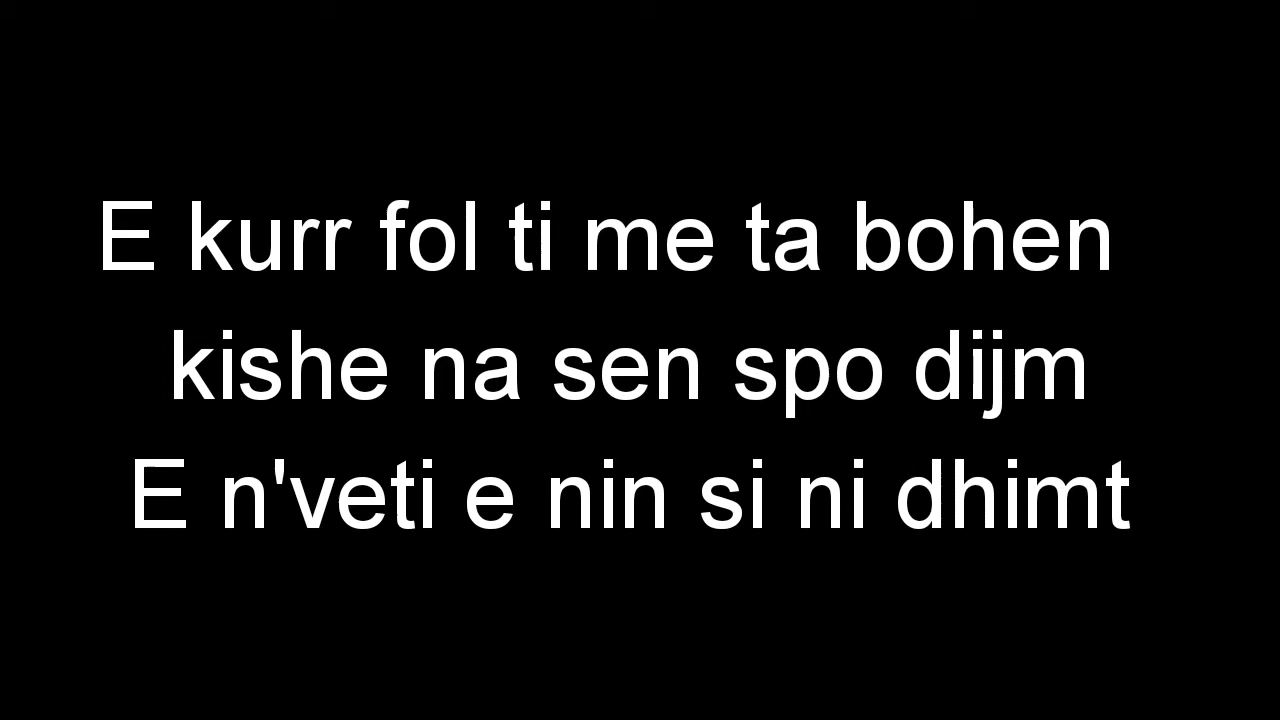 E kurr fol ti me ta bohen
kishe na sen spo dijm
E n'veti e nin si ni dhimt